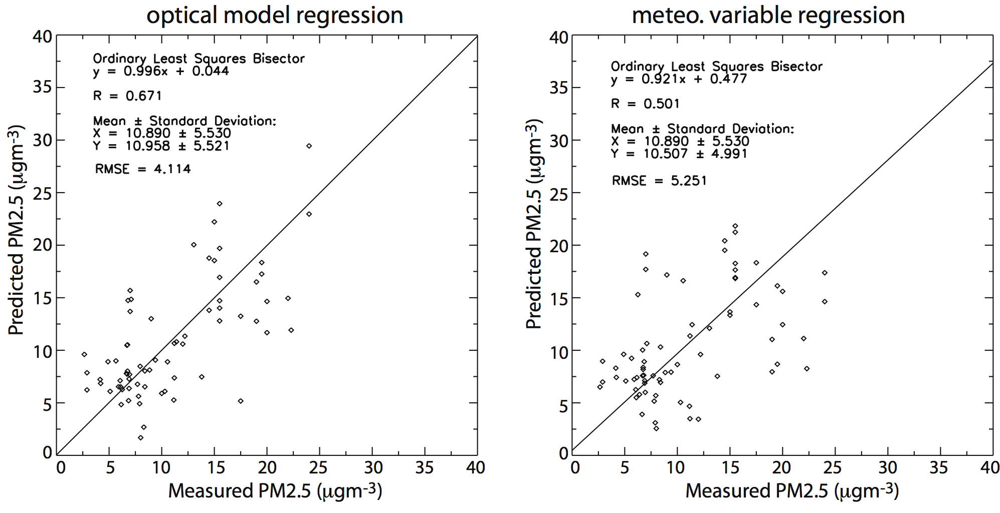 optical model regression
40
35
30
25
20
15
10
5
0
Predicted PM2.5 (µgm-3)
Ordinary Least Squares Bisector
y = 0.996x + 0.044
R = 0.671
Mean ± Standard Deviation:
X = 10.890 ± 5.530
Y = 10.958 ± 5.521
RMSE = 4.114
0 5 10 15 20 25 30 35 40
Measured PM2.5 (µgm-3)
meteo. variable regression
40
35
30
25
20
15
10
5
0
Predicted PM2.5 (µgm-3)
Ordinary Least Squares Bisector
y = 0.921x + 0.477
R = 0.501
Mean ± Standard Deviation:
X = 10.890 ± 5.530
Y = 10.507 ± 4.991
RMSE = 5.251
0 5 10 15 20 25 30 35 40
Measured PM2.5 (µgm-3)